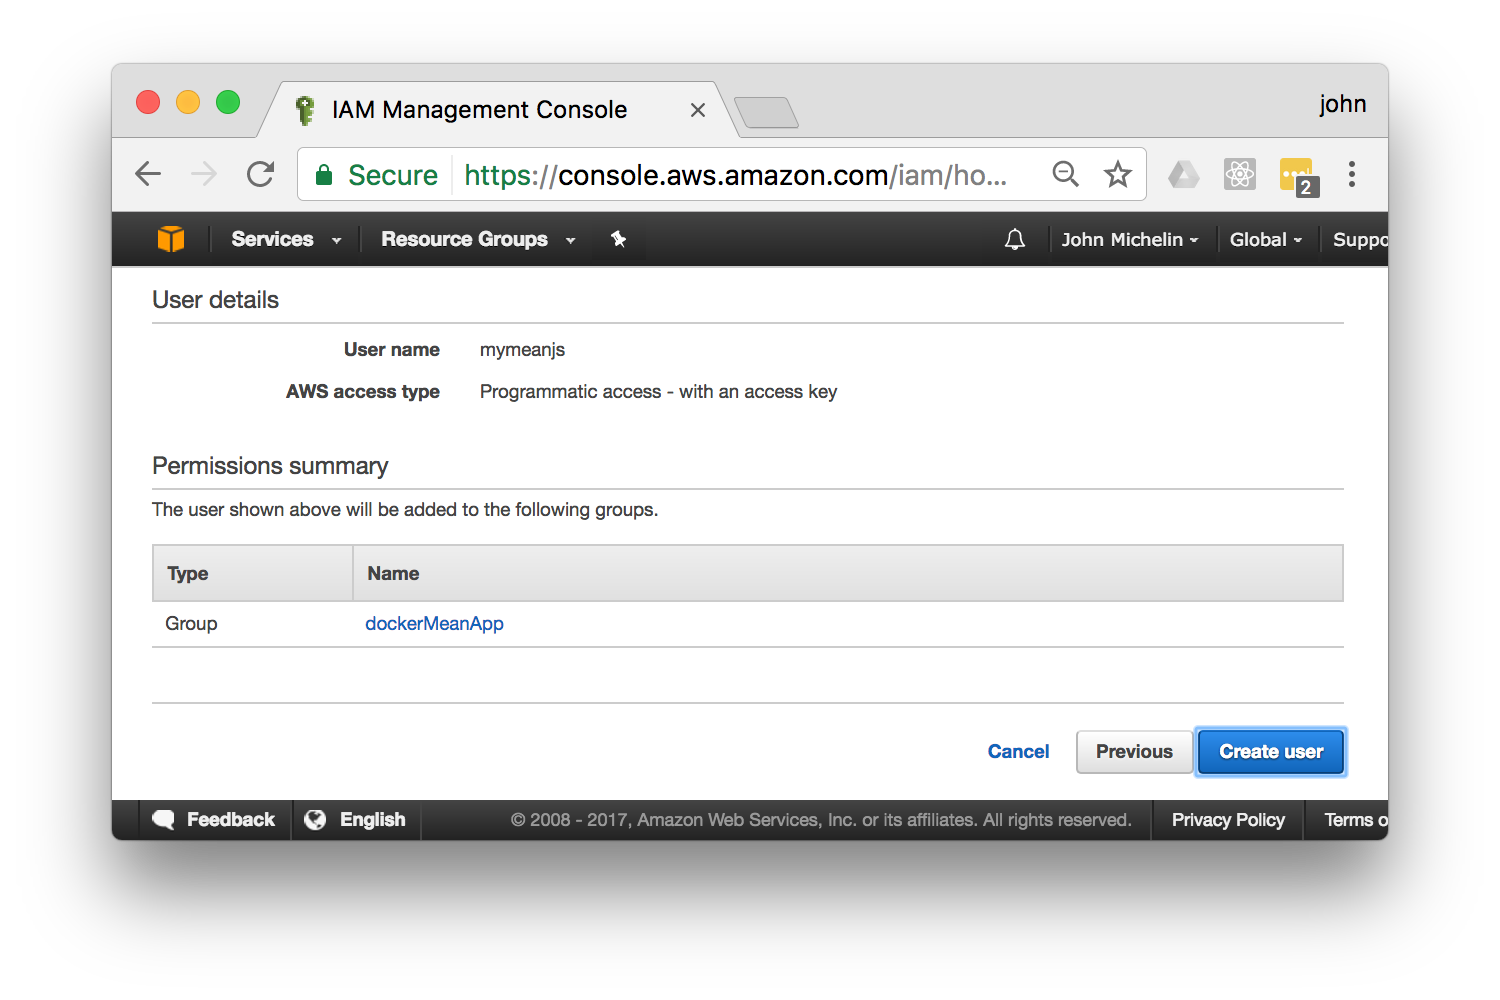 IAM Management Console
john
Secure https://console.aws.amazon.com/iam/ho...
2
Services Resource Groups John Michelin Global Suppo
User details
User name mymeanjs
AWS access type Programmatic access - with an access key
Permissions summary
The user shown above will be added to the following groups.
Type Name
Group dockerMeanApp
Cancel Previous Create user
Feedback English © 2008 - 2017, Amazon Web Services, Inc. or its affiliates. All rights reserved. Privacy Policy Terms o